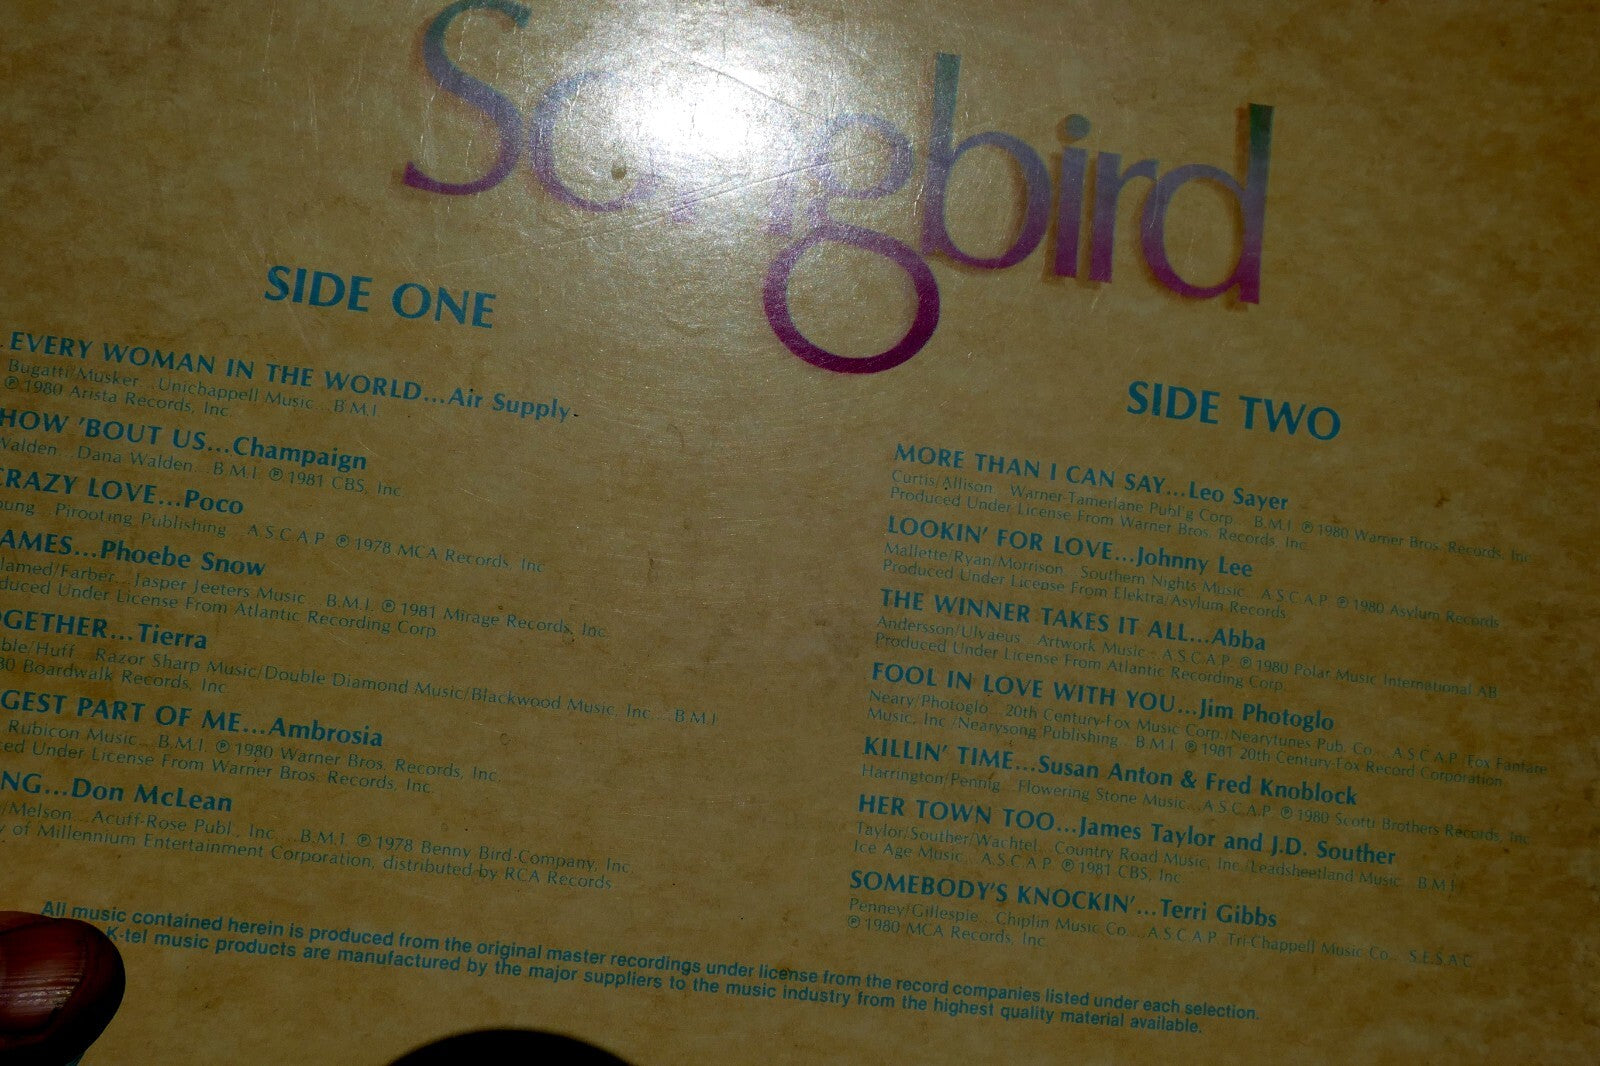 Songbird
SIDE ONE
EVERY WOMAN IN THE WORLD...Air Supply
Bugatti/Musker...Unichappell Music...B.M.I.
℗1980 Arista Records, Inc.
HOW 'BOUT US...Champaign
Walden...Dana Walden...B.M.I. ℗1981 CBS, Inc.
CRAZY LOVE...Poco
oung...Pirooting Publishing...A.S.C.A.P. ℗1978 MCA Records, Inc.
AMES...Phoebe Snow
lamed/Farber...Jasper Jeeters Music...B.M.I. ℗1981 Mirage Records, Inc.
duced Under License From Atlantic Recording Corp.
OGETHER...Tierra
ble/Huff...Razor Sharp Music/Double Diamond Music/Blackwood Music, Inc....B.M.I.
80 Boardwalk Records, Inc.
GEST PART OF ME...Ambrosia
Rubicon Music...B.M.I. ℗1980 Warner Bros. Records, Inc.
ced Under License From Warner Bros. Records, Inc.
NG...Don McLean
/Melson...Acuff-Rose Publ., Inc....B.M.I. ℗1978 Benny Bird Company, Inc.
y of Millennium Entertainment Corporation, distributed by RCA Records
SIDE TWO
MORE THAN I CAN SAY...Leo Sayer
Curtis/Allison...Warner-Tamerlane Publ'g Corp....B.M.I. ℗1980 Warner Bros. Records, Inc.
Produced Under License From Warner Bros. Records, Inc.
LOOKIN' FOR LOVE...Johnny Lee
Mallette/Ryan/Morrison...Southern Nights Music...A.S.C.A.P. ℗1980 Asylum Records
Produced Under License From Elektra/Asylum Records
THE WINNER TAKES IT ALL...Abba
Andersson/Ulvaeus...Artwork Music...A.S.C.A.P. ℗1980 Polar Music International AB
Produced Under License From Atlantic Recording Corp.
FOOL IN LOVE WITH YOU...Jim Photoglo
Neary/Photoglo...20th Century-Fox Music Corp./Nearytunes Pub. Co....A.S.C.A.P./Fox Fanfare
Music, Inc./Nearysong Publishing...B.M.I. ℗1981 20th Century-Fox Record Corporation
KILLIN' TIME...Susan Anton & Fred Knoblock
Harrington/Pennig...Flowering Stone Music...A.S.C.A.P. ℗1980 Scotti Brothers Records, Inc.
HER TOWN TOO...James Taylor and J.D. Souther
Taylor/Souther/Wachtel...Country Road Music, Inc./Leadsheetland Music...B.M.I./
Ice Age Music...A.S.C.A.P. ℗1981 CBS, Inc.
SOMEBODY'S KNOCKIN'...Terri Gibbs
Penney/Gillespie...Chiplin Music Co....A.S.C.A.P. Tri-Chappell Music Co...S.E.S.A.C.
℗1980 MCA Records, Inc.
All music contained herein is produced from the original master recordings under license from the record companies listed under each selection.
K-tel music products are manufactured by the major suppliers to the music industry from the highest quality material available.